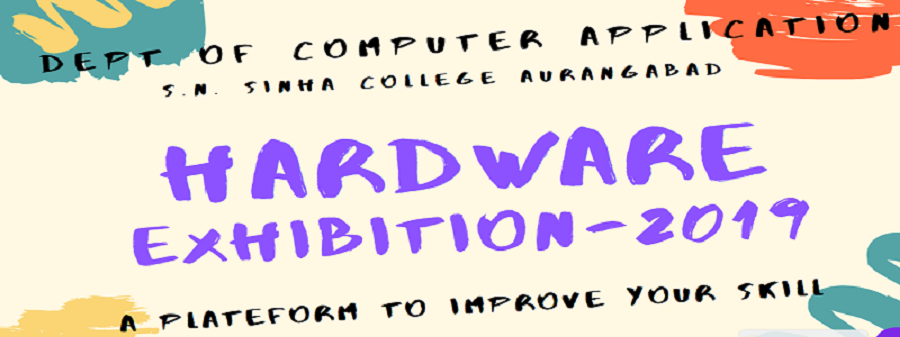 DEPT OF COMPUTER APPLICATION
S.N. SINHA COLLEGE AURANGABAD
HARDWARE
EXHIBITION-2019
A PLATEFORM TO IMPROVE YOUR SKILL